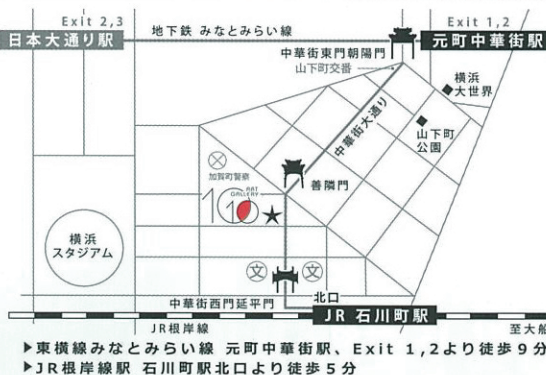 Exit 2,3
地下鉄 みなとみらい線
Exit 1,2
日本大通り駅
元町中華街駅
中華街東門朝陽門
山下町交番
横浜
大世界
中華街大通り
山下町
公園
加賀町警察
善隣門
ART
GALLERY
横浜
スタジアム
文
文
中華街西門延平門
北口
JR 石川町駅
JR根岸線
至大船
▶東横線みなとみらい線 元町中華街駅、Exit 1,2より徒歩9分
▶JR根岸線駅 石川町駅北口より徒歩5分